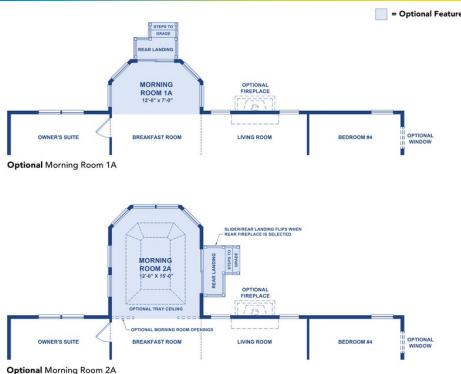 = Optional Feature
STEPS TO
GRADE
REAR LANDING
MORNING
ROOM 1A
12'-0" x 7'-0"
OPTIONAL
FIREPLACE
OWNER'S SUITE
BREAKFAST ROOM
LIVING ROOM
BEDROOM #4
OPTIONAL
WINDOW
Optional Morning Room 1A
SLIDER/REAR LANDING FLIPS WHEN
REAR FIREPLACE IS SELECTED
MORNING
ROOM 2A
12'-0" X 15'-0"
REAR LANDING
STEPS TO
GRADE
OPTIONAL TRAY CEILING
OPTIONAL
FIREPLACE
OPTIONAL MORNING ROOM OPENINGS
OWNER'S SUITE
BREAKFAST ROOM
LIVING ROOM
BEDROOM #4
OPTIONAL
WINDOW
Optional Morning Room 2A